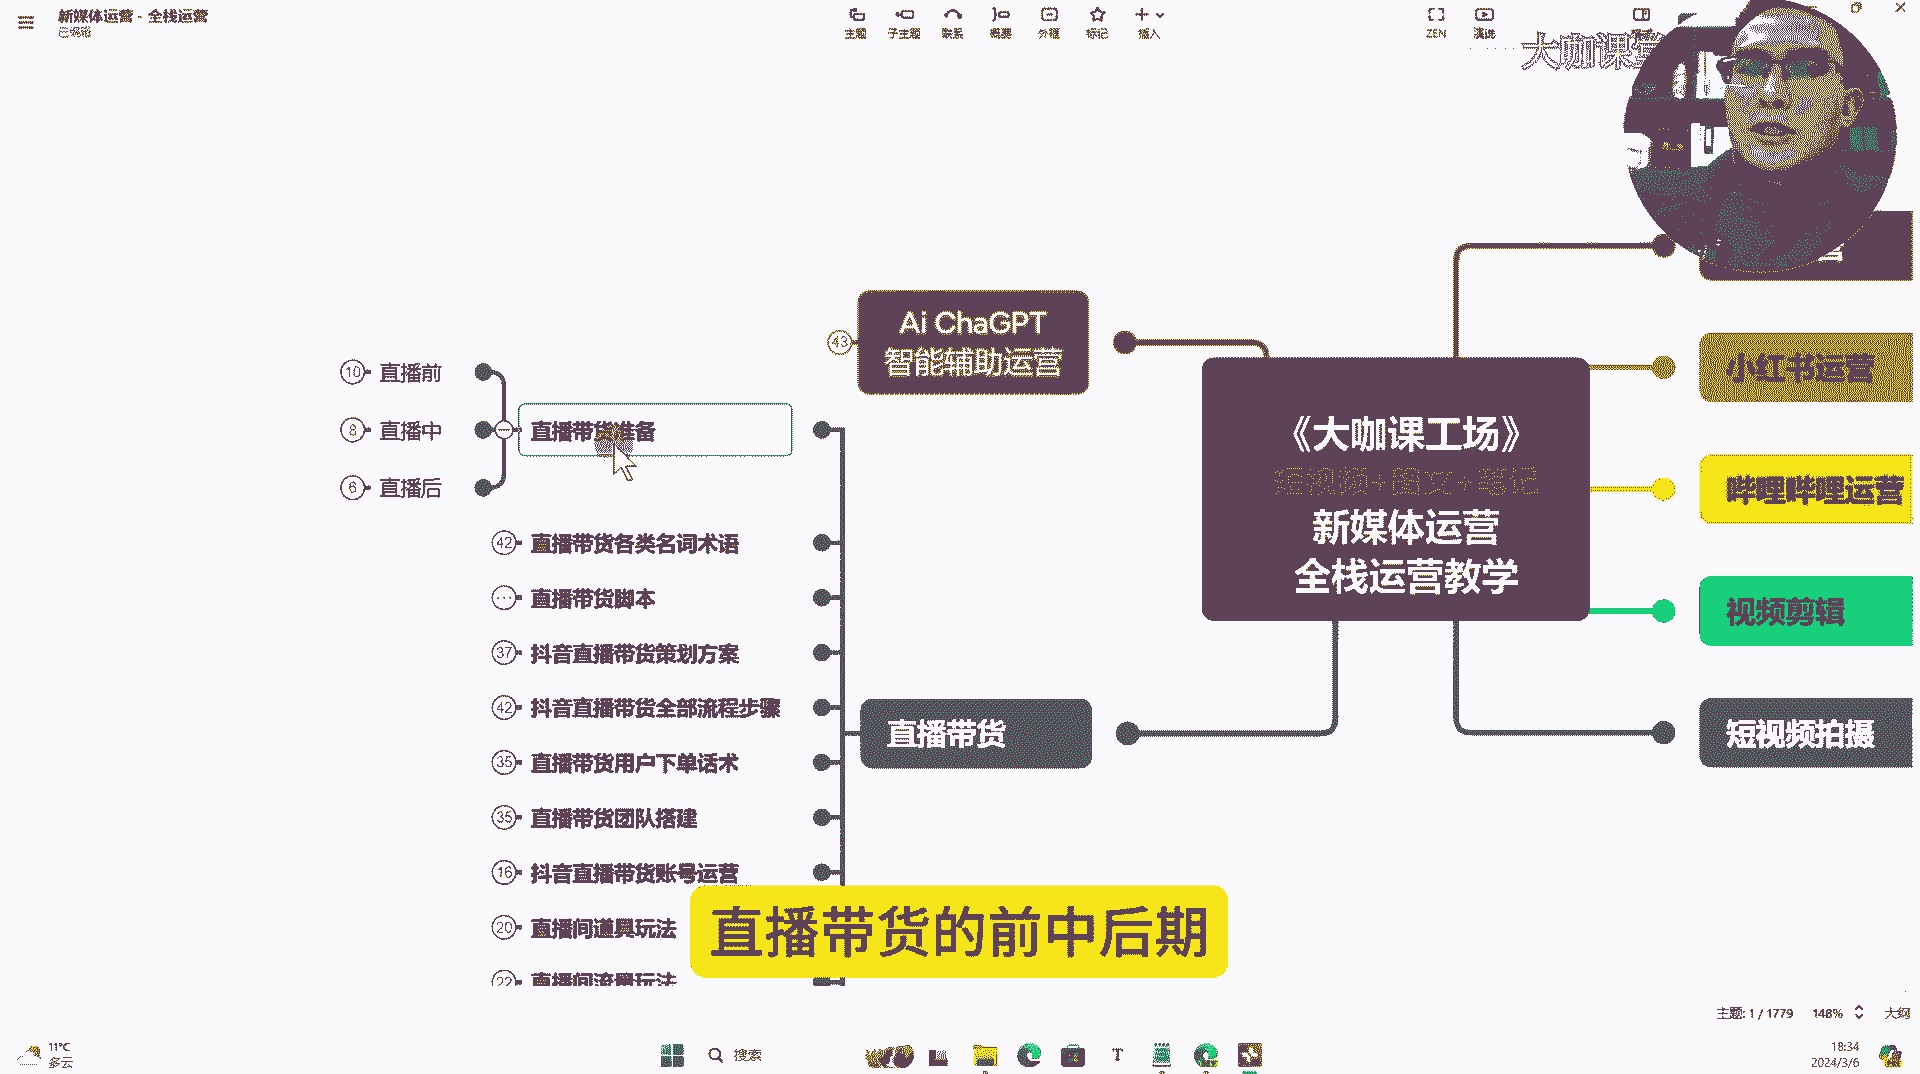 新媒体运营 - 全栈运营
已编辑
主题
子主题
联系
概要
外框
标记
插入
ZEN
演说
大咖课堂
Ai ChaGPT
智能辅助运营
43
10 直播前
8 直播中
6 直播后
直播带货准备
42 直播带货各类名词术语
直播带货脚本
37 抖音直播带货策划方案
42 抖音直播带货全部流程步骤
35 直播带货用户下单话术
35 直播带货团队搭建
16 抖音直播带货账号运营
20 直播间道具玩法
22 直播间流量玩法
直播带货
《大咖课工场》
短视频+图文+笔记
新媒体运营
全栈运营教学
小红书运营
哔哩哔哩运营
视频剪辑
短视频拍摄
直播带货的前中后期
主题: 1 / 1779
148%
大纲
11°C
多云
搜索
18:34
2024/3/6